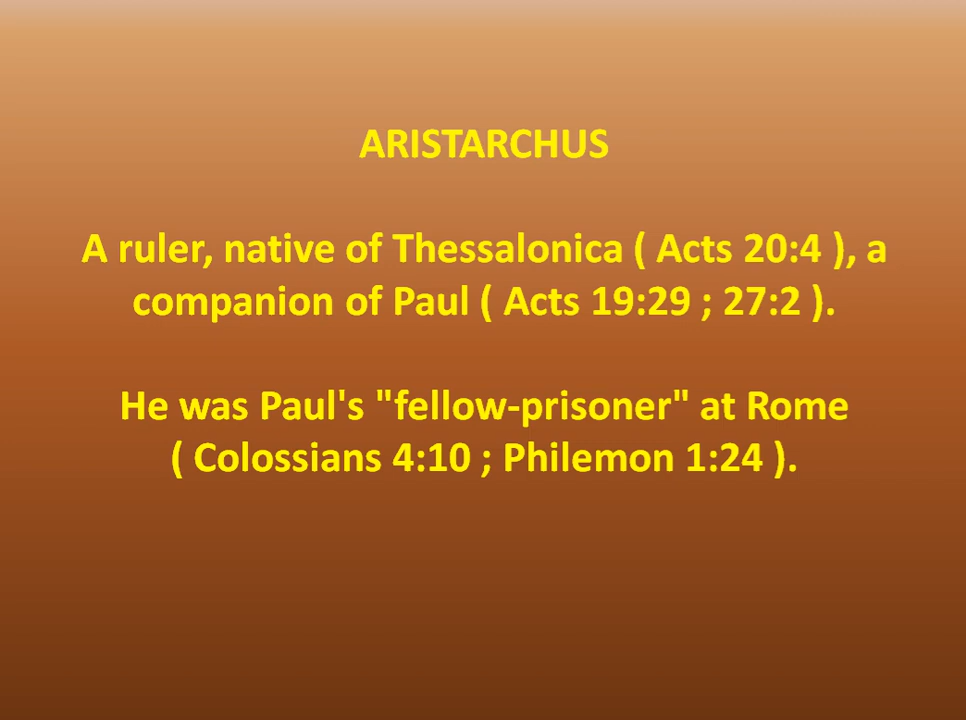 ARISTARCHUS
A ruler, native of Thessalonica ( Acts 20:4 ), a
companion of Paul ( Acts 19:29 ; 27:2 ).
He was Paul's "fellow-prisoner" at Rome
( Colossians 4:10 ; Philemon 1:24 ).